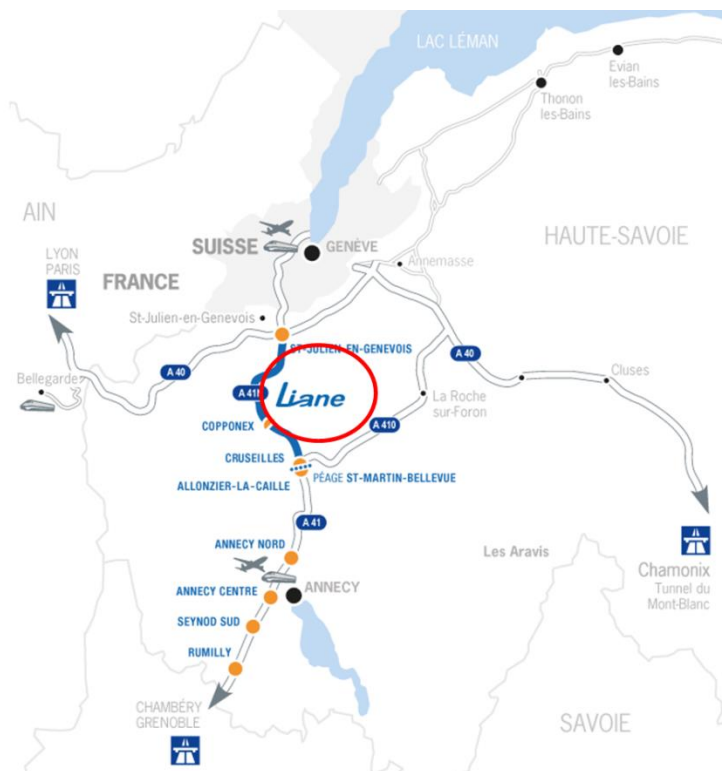 LAC LÉMAN
Evian
les-Bains
Thonon
les-Bains
AIN
SUISSE
GENÈVE
HAUTE-SAVOIE
LYON
PARIS
FRANCE
Annemasse
St-Julien-en-Genevois
ST-JULIEN-EN-GENEVOIS
A 40
A 40
Cluses
Bellegarde
A 41N
Liane
La Roche
sur-Foron
COPPONEX
A 410
CRUSEILLES
ALLONZIER-LA-CAILLE
PÉAGE ST-MARTIN-BELLEVUE
A 41
ANNECY NORD
Les Aravis
Chamonix
Tunnel du
Mont-Blanc
ANNECY CENTRE
ANNECY
SEYNOD SUD
RUMILLY
CHAMBÉRY
GRENOBLE
SAVOIE